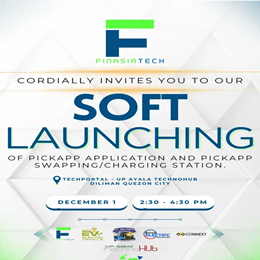 FINASIATECH
CORDIALLY INVITES YOU TO OUR
SOFT
LAUNCHING
OF PICKAPP APPLICATION AND PICKAPP
SWAPPING/CHARGING STATION.
TECHPORTAL - UP AYALA TECHNOHUB
DILIMAN QUEZON CITY
DECEMBER 1
2:30 - 4:30 PM
CONNEXT